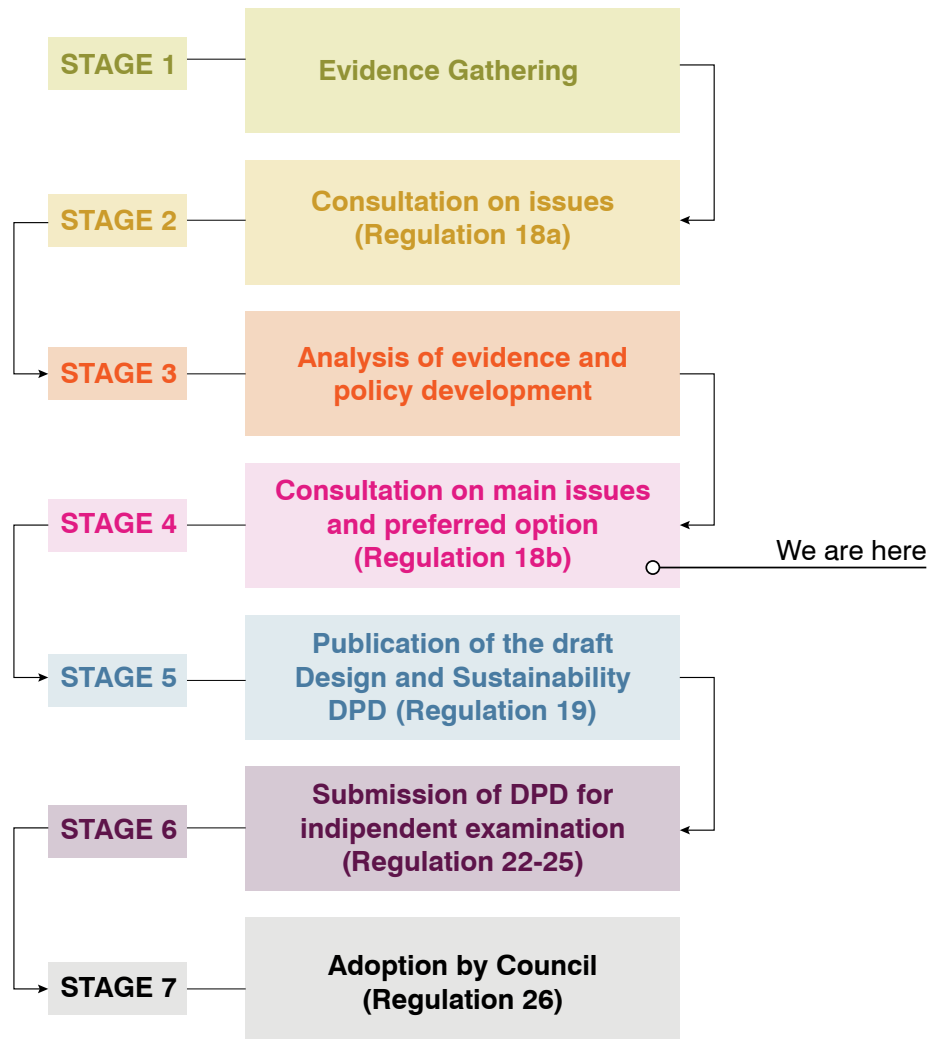 STAGE 1
Evidence Gathering
STAGE 2
Consultation on issues
(Regulation 18a)
STAGE 3
Analysis of evidence and
policy development
STAGE 4
Consultation on main issues
and preferred option
(Regulation 18b)
We are here
STAGE 5
Publication of the draft
Design and Sustainability
DPD (Regulation 19)
STAGE 6
Submission of DPD for
indipendent examination
(Regulation 22-25)
STAGE 7
Adoption by Council
(Regulation 26)